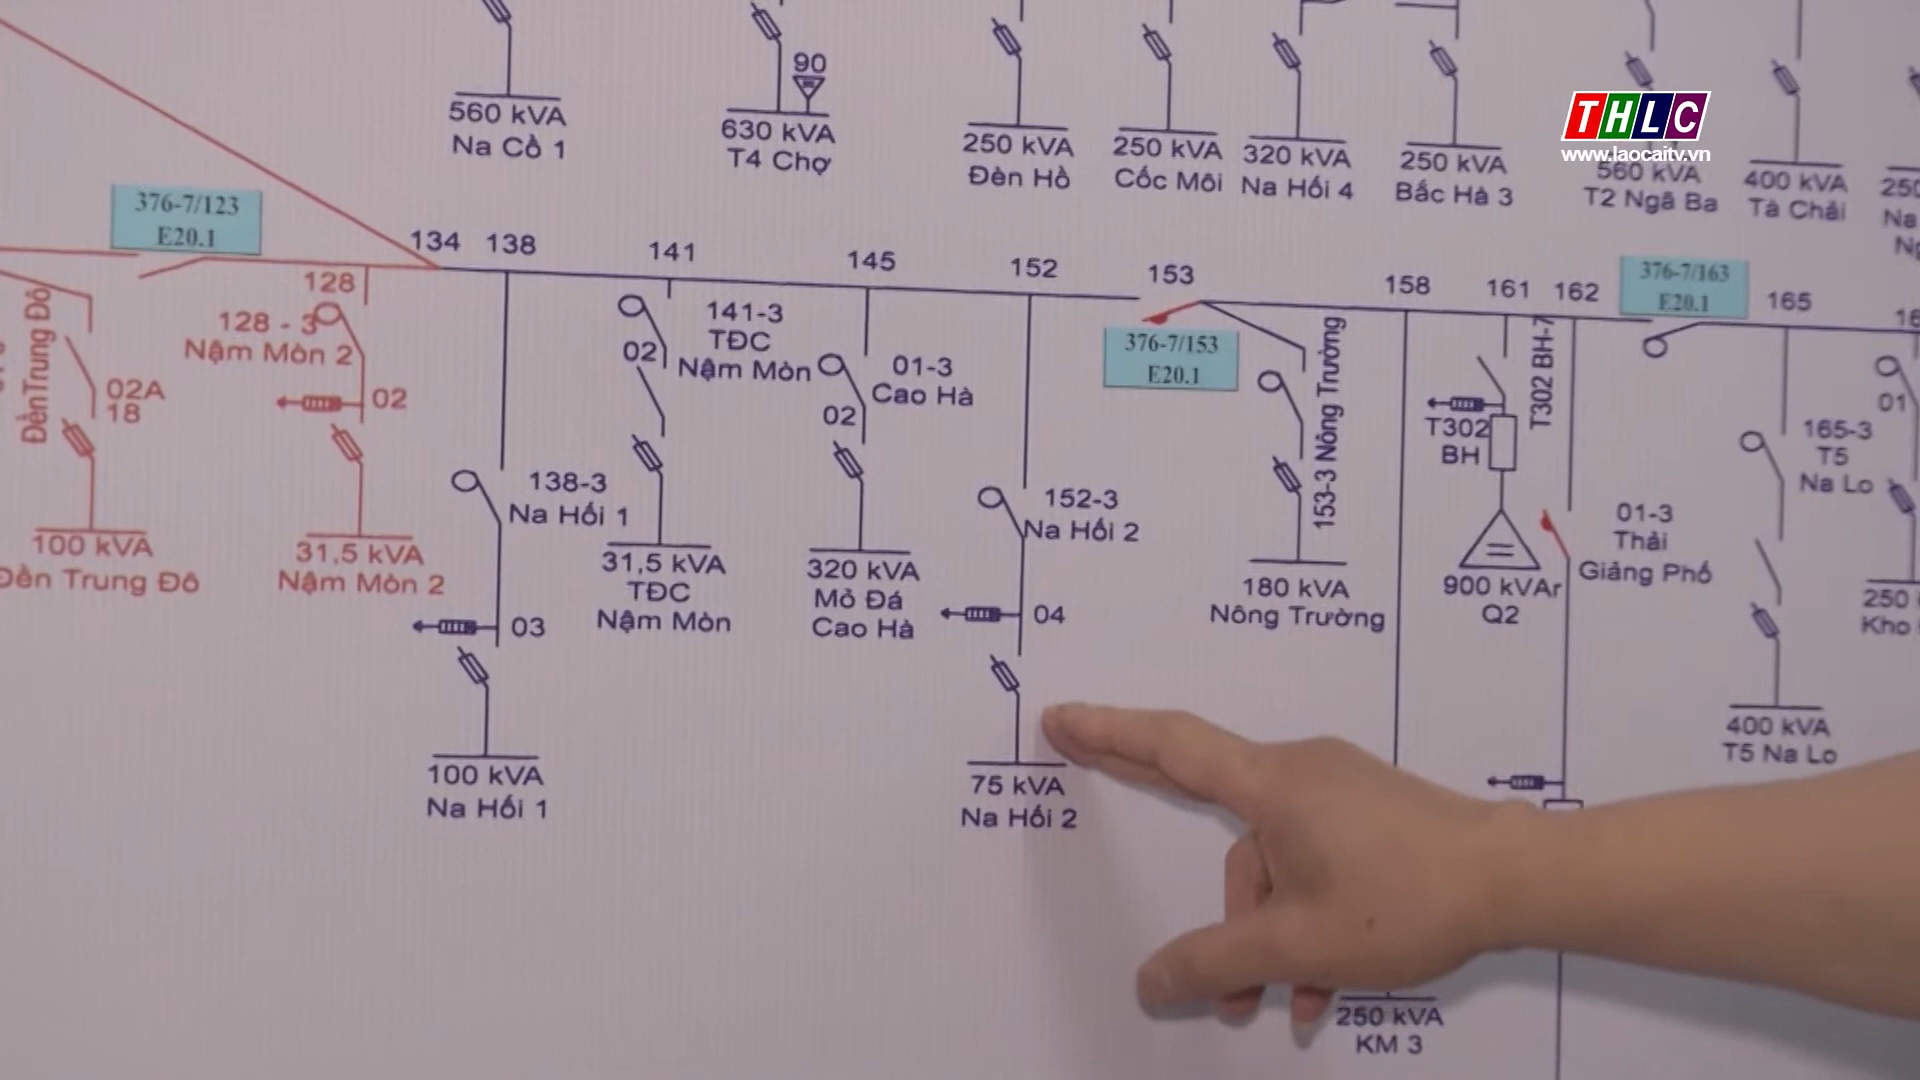 560 kVA
Na Cồ 1
90
630 kVA
T4 Chợ
250 kVA
Đèn Hồ
250 kVA
Cốc Môi
320 kVA
Na Hối 4
250 kVA
Bắc Hà 3
THLC
www.laocaitv.vn
560 kVA
T2 Ngã Ba
400 kVA
Tà Chải
376-7/123
E20.1
134
138
141
145
152
153
158
161
162
376-7/163
E20.1
165
128
128 - 3
Nậm Mòn 2
02
31,5 kVA
Nậm Mòn 2
Đền Trung Đô
02A
18
100 kVA
Đền Trung Đô
138-3
Na Hối 1
03
100 kVA
Na Hối 1
141-3
TĐC
Nậm Mòn
02
31,5 kVA
TĐC
Nậm Mòn
01-3
Cao Hà
02
320 kVA
Mỏ Đá
Cao Hà
152-3
Na Hối 2
04
75 kVA
Na Hối 2
376-7/153
E20.1
153-3 Nông Trường
180 kVA
Nông Trường
T302 BH-7
T302
BH
900 kVAr
Q2
01-3
Thải
Giàng Phố
165-3
T5
Na Lo
400 kVA
T5 Na Lo
01
250
Kho
250 kVA
KM 3